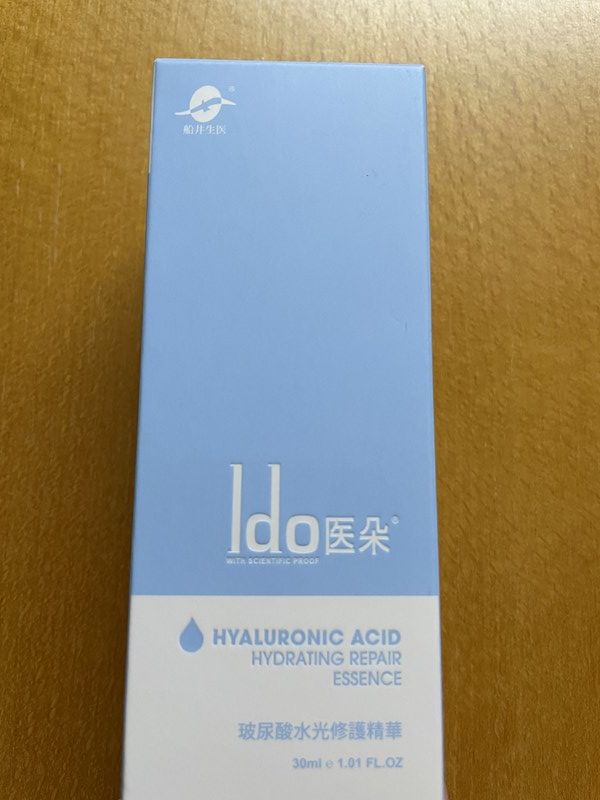 ®
船井生医
Ido医朵®
WITH SCIENTIFIC PROOF
HYALURONIC ACID
HYDRATING REPAIR
ESSENCE
玻尿酸水光修護精華
30ml ℮ 1.01 FL.OZ